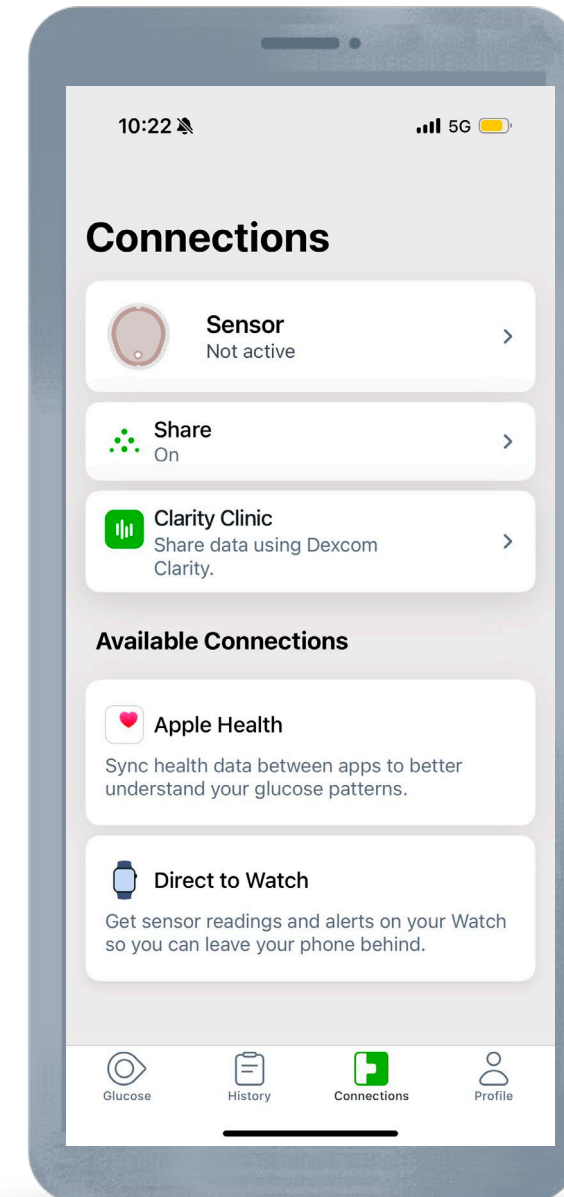 10:22
5G
Connections
Sensor
Not active
Share
On
Clarity Clinic
Share data using Dexcom
Clarity.
Available Connections
Apple Health
Sync health data between apps to better
understand your glucose patterns.
Direct to Watch
Get sensor readings and alerts on your Watch
so you can leave your phone behind.
Glucose
History
Connections
Profile